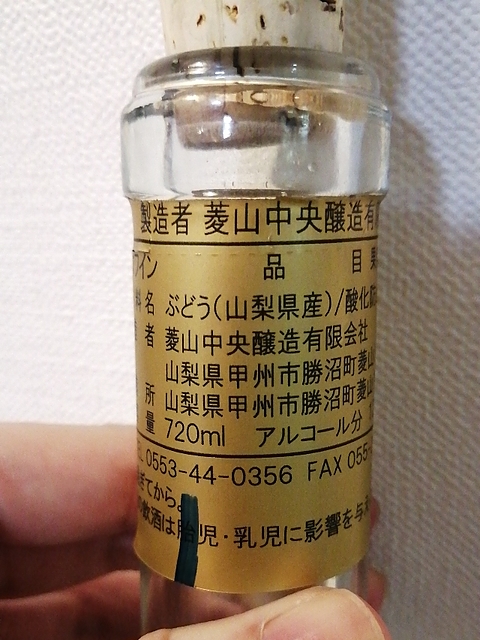 製造者 菱山中央醸造有
ワイン 品 目 果
料名 ぶどう(山梨県産)/酸化防
者 菱山中央醸造有限会社
山梨県甲州市勝沼町菱山
所 山梨県甲州市勝沼町菱山
量 720ml アルコール分
0553-44-0356 FAX 055
ぎてから。
飲酒は胎児・乳児に影響を与